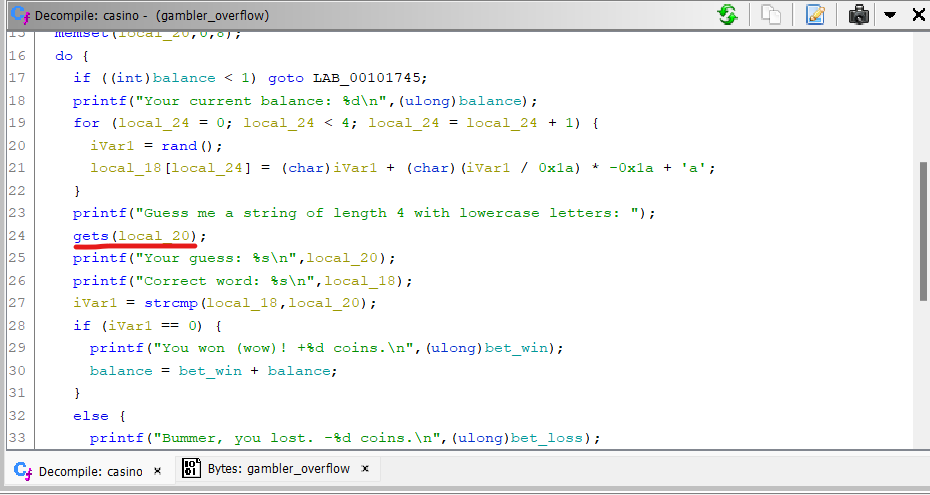 Decompile: casino - (gambler_overflow)
15 memset(local_20,0,8);
16 do {
17 if ((int)balance < 1) goto LAB_00101745;
18 printf("Your current balance: %d\n",(ulong)balance);
19 for (local_24 = 0; local_24 < 4; local_24 = local_24 + 1) {
20 iVar1 = rand();
21 local_18[local_24] = (char)iVar1 + (char)(iVar1 / 0x1a) * -0x1a + 'a';
22 }
23 printf("Guess me a string of length 4 with lowercase letters: ");
24 gets(local_20);
25 printf("Your guess: %s\n",local_20);
26 printf("Correct word: %s\n",local_18);
27 iVar1 = strcmp(local_18,local_20);
28 if (iVar1 == 0) {
29 printf("You won (wow)! +%d coins.\n",(ulong)bet_win);
30 balance = bet_win + balance;
31 }
32 else {
33 printf("Bummer, you lost. -%d coins.\n",(ulong)bet_loss);
Decompile: casino × Bytes: gambler_overflow ×